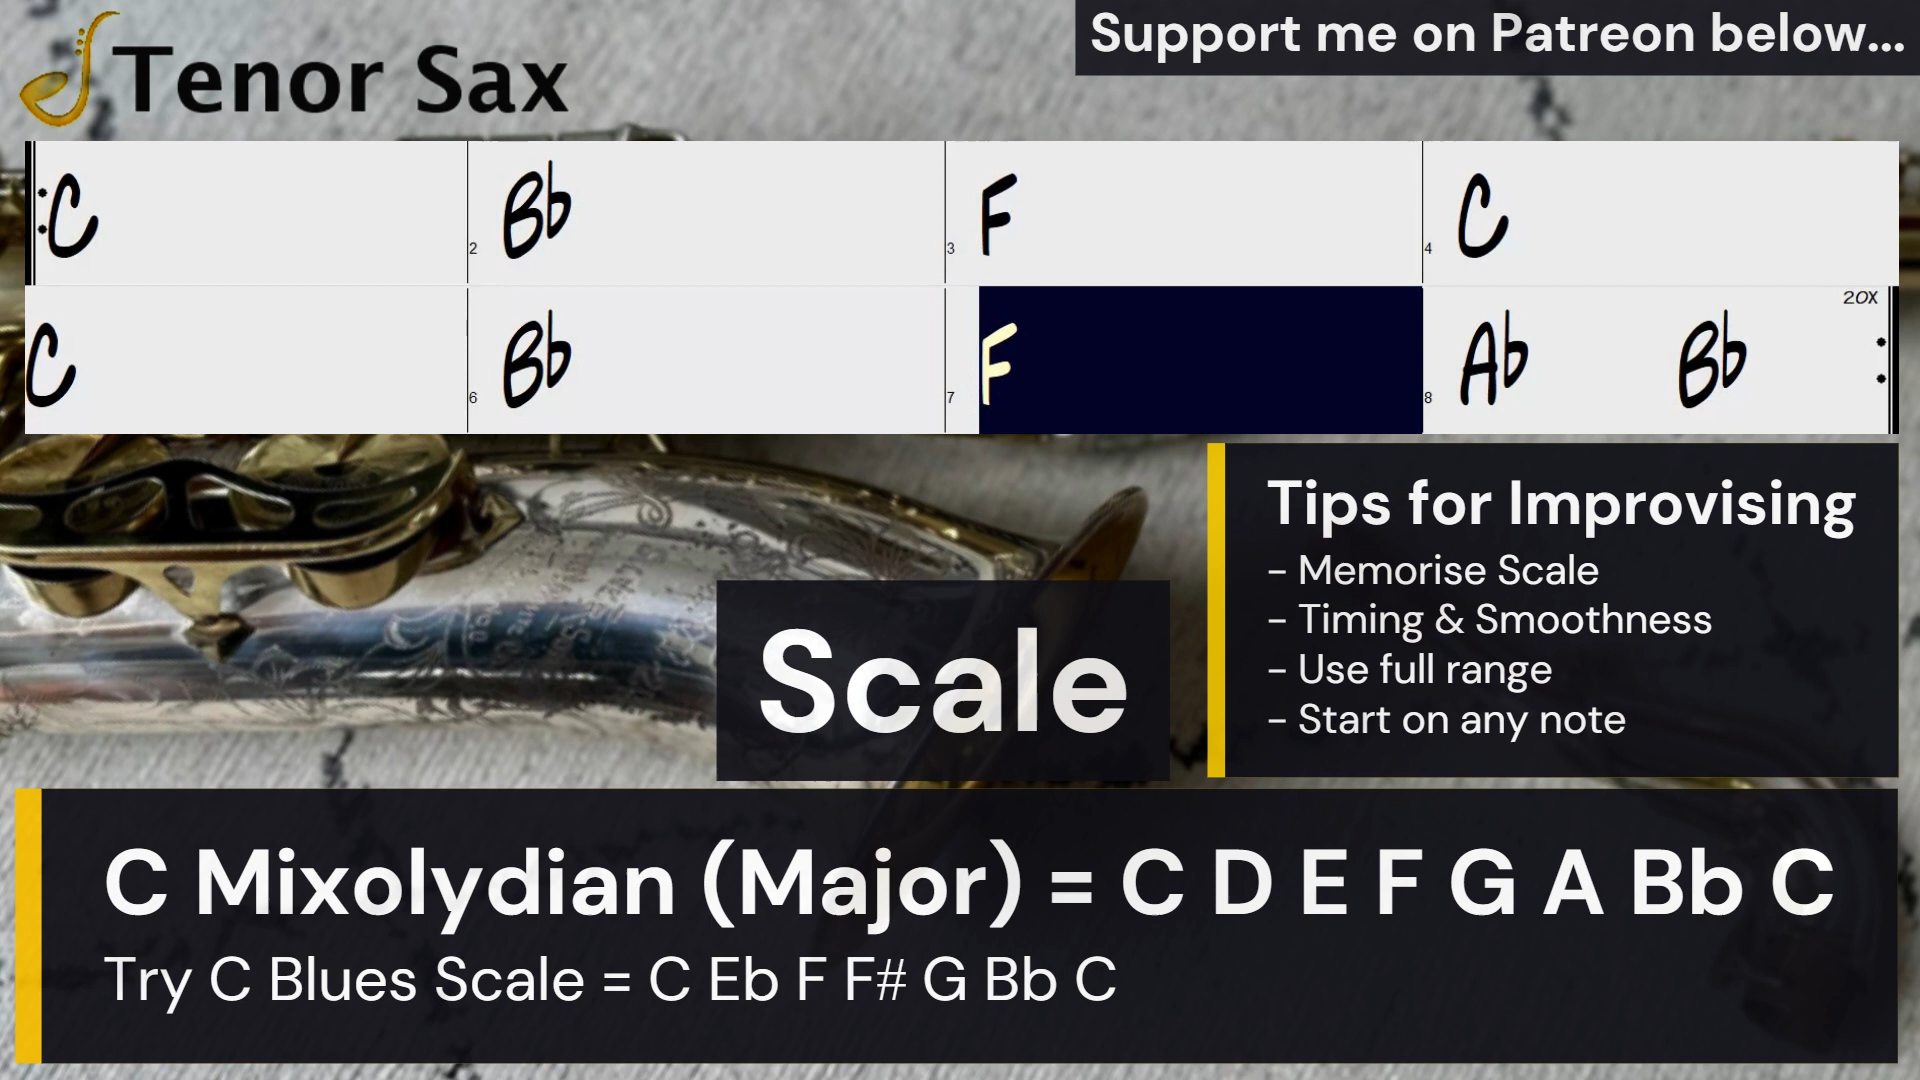 Tenor Sax
Support me on Patreon below...
C 2 Bb 3 F 4 C
C 6 Bb 7 F 8 Ab Bb 20X
Scale
Tips for Improvising
- Memorise Scale
- Timing & Smoothness
- Use full range
- Start on any note
C Mixolydian (Major) = C D E F G A Bb C
Try C Blues Scale = C Eb F F# G Bb C